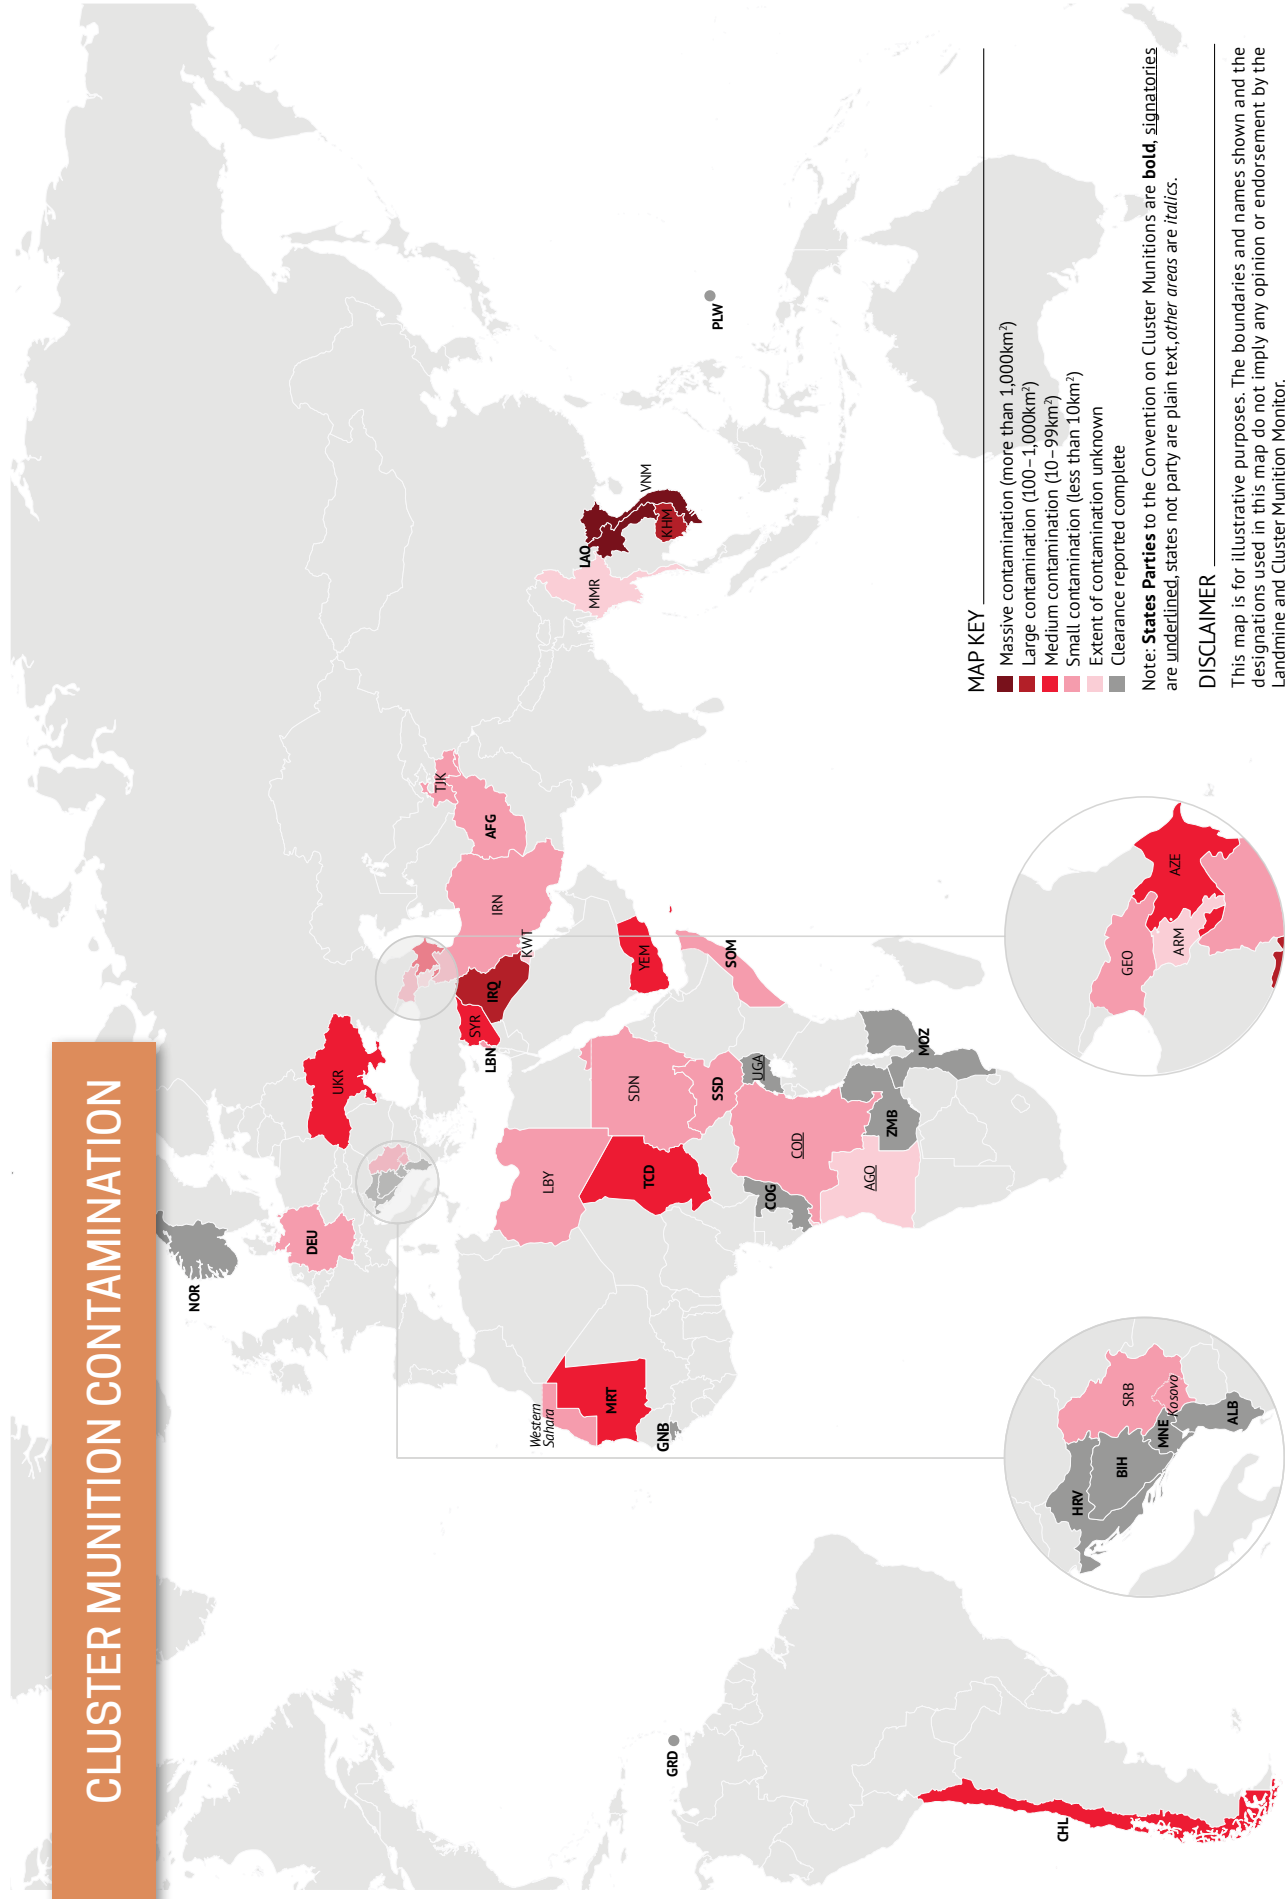 CLUSTER MUNITION CONTAMINATION
NOR
DEU
UKR
GRD
CHL
Western
Sahara
MRT
GNB
LBY
TCD
SDN
SSD
COG
COD
AGO
UGA
ZMB
MOZ
SOM
YEM
LBN
SYR
IRQ
KWT
IRN
AFG
TJK
MMR
LAO
VNM
KHM
PLW
HRV
BIH
MNE
SRB
Kosovo
ALB
GEO
ARM
AZE
MAP KEY
Massive contamination (more than 1,000km²)
Large contamination (100–1,000km²)
Medium contamination (10–99km²)
Small contamination (less than 10km²)
Extent of contamination unknown
Clearance reported complete
Note: States Parties to the Convention on Cluster Munitions are bold, signatories
are underlined, states not party are plain text, other areas are italics.
DISCLAIMER
This map is for illustrative purposes. The boundaries and names shown and the
designations used in this map do not imply any opinion or endorsement by the
Landmine and Cluster Munition Monitor.